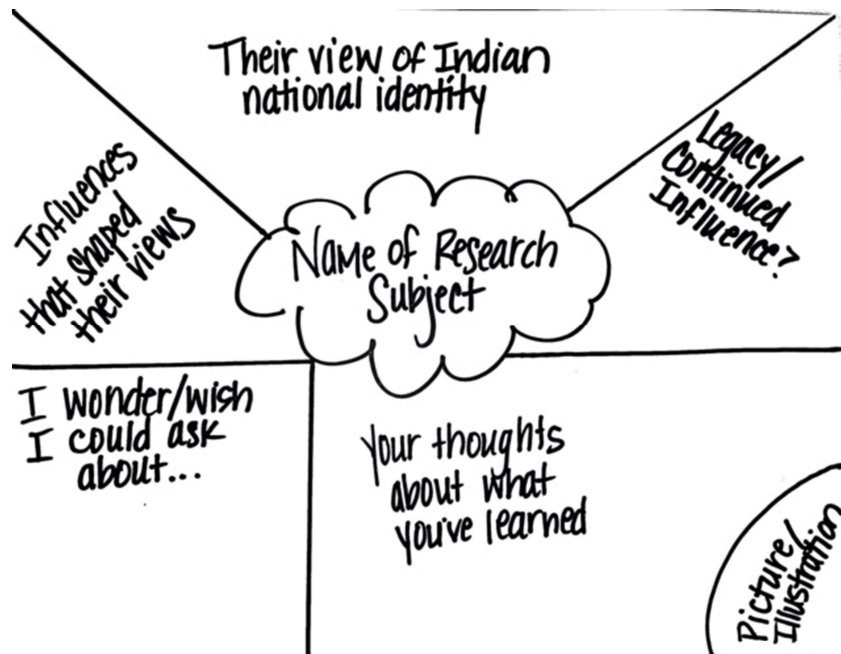 Their view of Indian
national identity
Influences
that shaped
their views
Legacy/
Continued
Influence?
Name of Research
Subject
I wonder/wish
I could ask
about...
Your thoughts
about what
you've learned
Picture/
Illustration